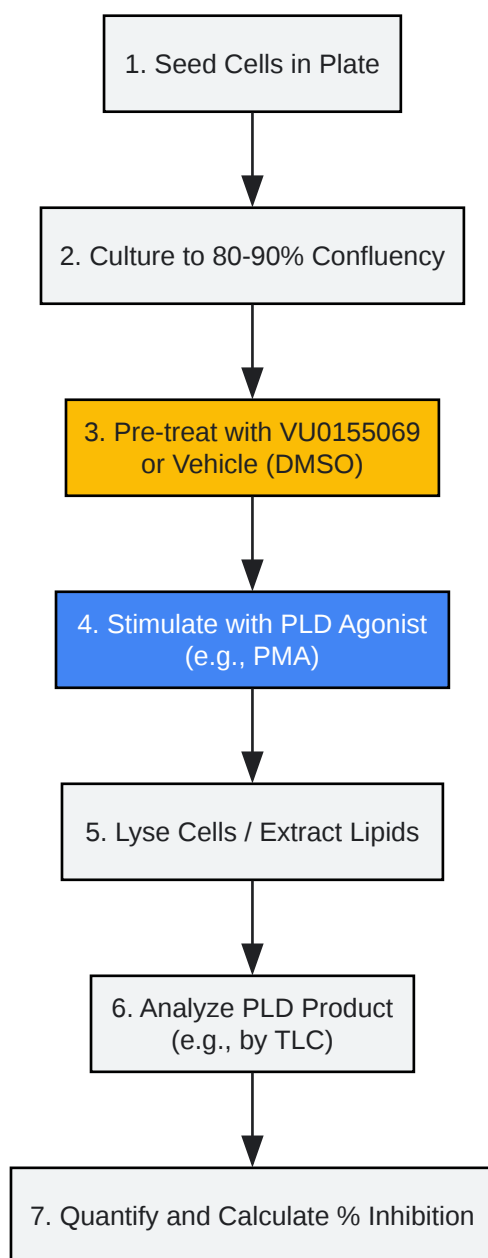 1. Seed Cells in Plate
2. Culture to 80-90% Confluency
3. Pre-treat with VU0155069
or Vehicle (DMSO)
4. Stimulate with PLD Agonist
(e.g., PMA)
5. Lyse Cells / Extract Lipids
6. Analyze PLD Product
(e.g., by TLC)
7. Quantify and Calculate % Inhibition